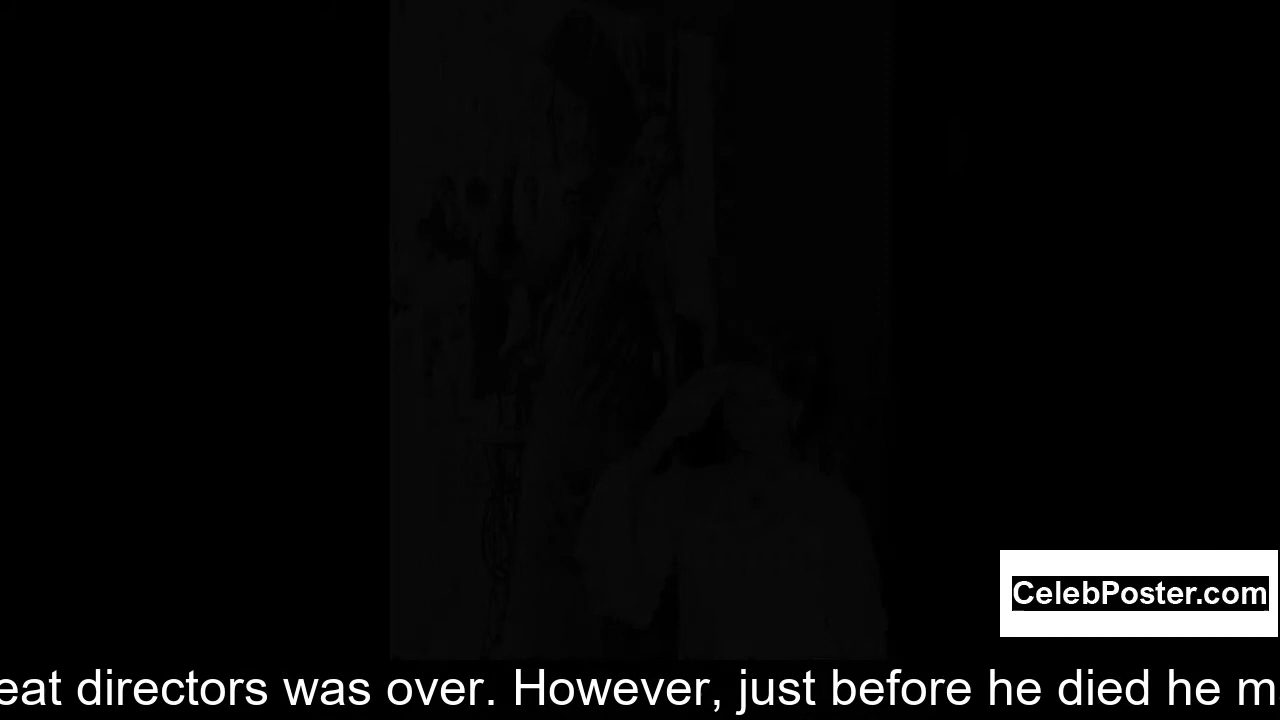 CelebPoster.com
eat directors was over. However, just before he died he m